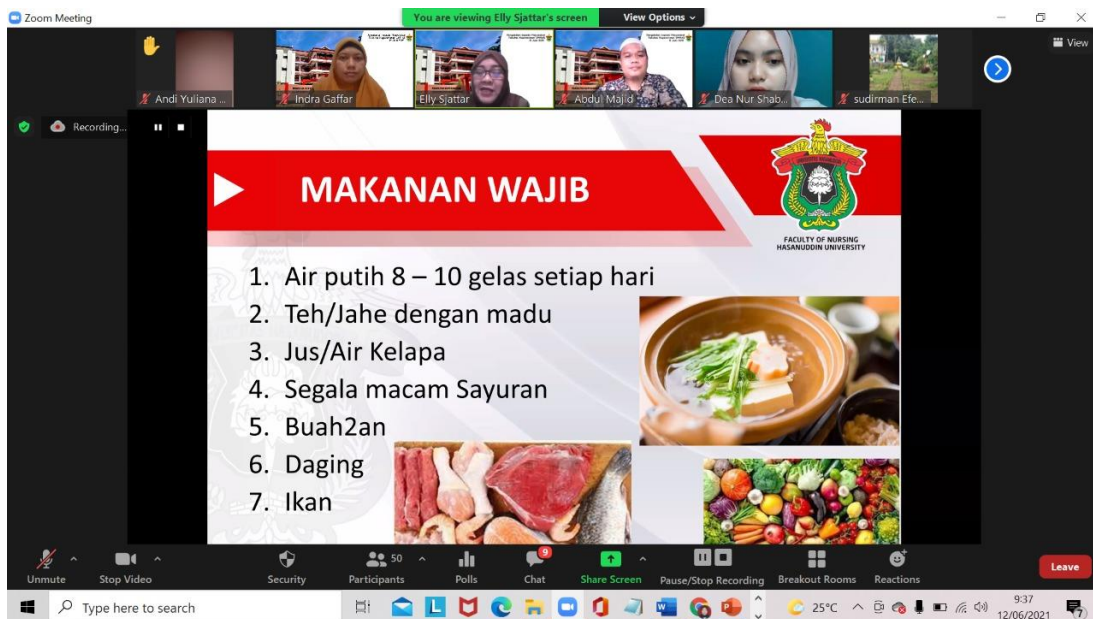 Zoom Meeting
You are viewing Elly Sjattar's screen
View Options
View
Andi Yuliana ...
Indra Gaffar
Elly Sjattar
Abdul Majid
Dea Nur Shab...
sudirman Efe...
Recording...
MAKANAN WAJIB
FACULTY OF NURSING
HASANUDDIN UNIVERSITY
1. Air putih 8 – 10 gelas setiap hari
2. Teh/Jahe dengan madu
3. Jus/Air Kelapa
4. Segala macam Sayuran
5. Buah2an
6. Daging
7. Ikan
50
9
Unmute
Stop Video
Security
Participants
Polls
Chat
Share Screen
Pause/Stop Recording
Breakout Rooms
Reactions
Leave
Type here to search
25°C
9:37
12/06/2021
7